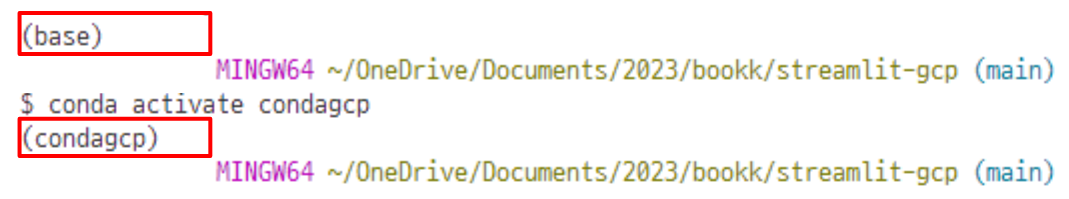 (base)
MINGW64 ~/OneDrive/Documents/2023/bookk/streamlit-gcp (main)
$ conda activate condagcp
(condagcp)
MINGW64 ~/OneDrive/Documents/2023/bookk/streamlit-gcp (main)